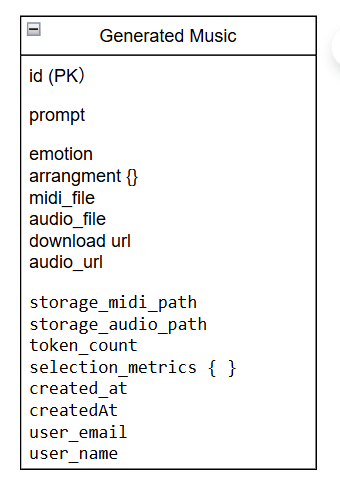 Generated Music
id (PK）
prompt
emotion
arrangment {}
midi_file
audio_file
download url
audio_url
storage_midi_path
storage_audio_path
token_count
selection_metrics { }
created_at
createdAt
user_email
user_name